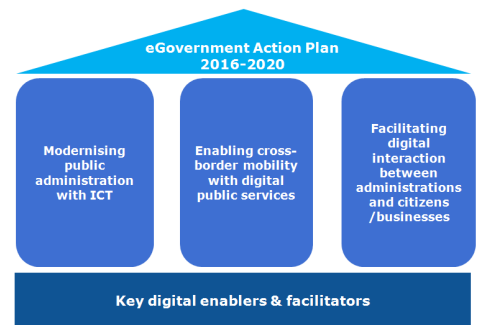 eGovernment Action Plan
2016-2020
Modernising
public
administration
with ICT
Enabling cross-
border mobility
with digital
public services
Facilitating
digital
interaction
between
administrations
and citizens
/businesses
Key digital enablers & facilitators